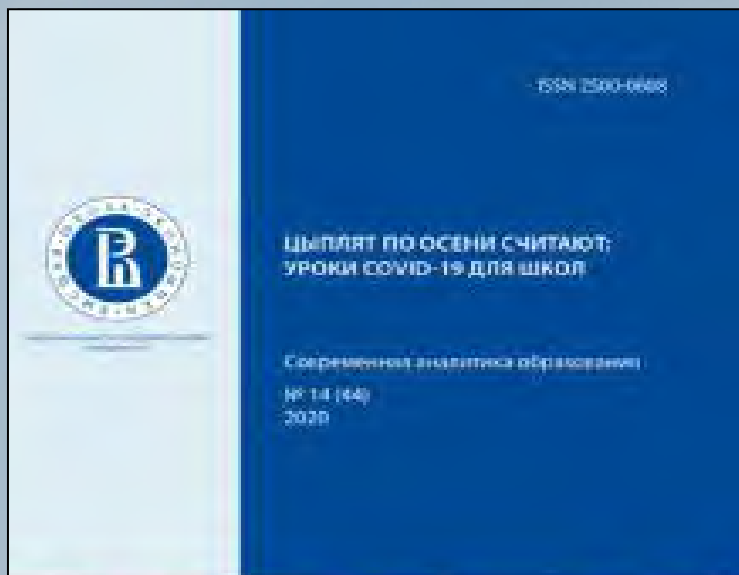 ISSN 2500-0608
ЦЫПЛЯТ ПО ОСЕНИ СЧИТАЮТ:
УРОКИ COVID-19 ДЛЯ ШКОЛ
Современная аналитика образования
№ 14 (44)
2020